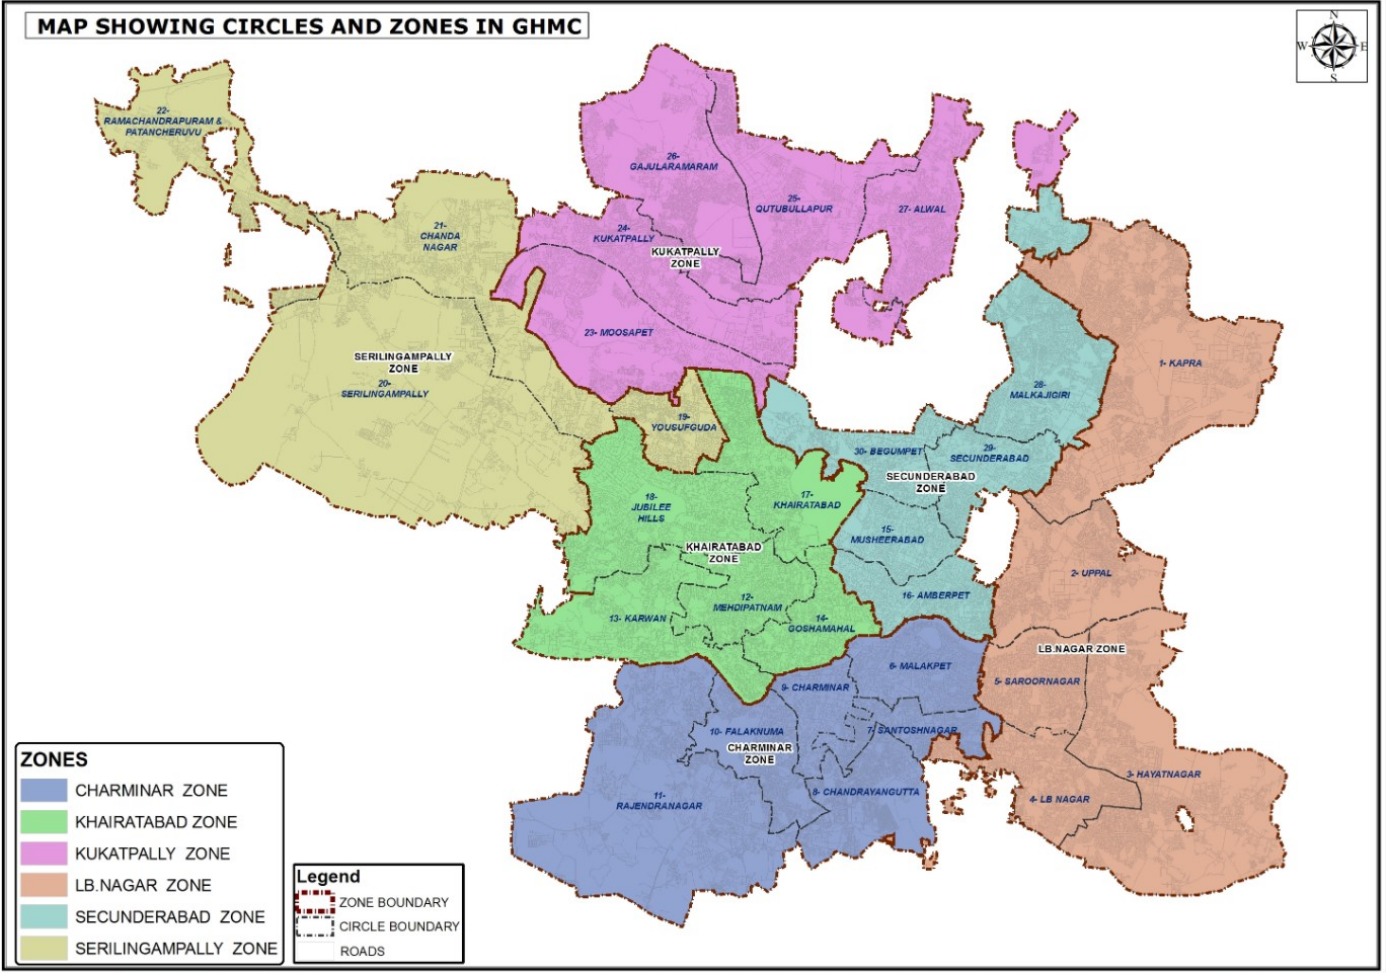 MAP SHOWING CIRCLES AND ZONES IN GHMC
N
W
E
S
22-
RAMACHANDRAPURAM &
PATANCHERUVU
21-
CHANDA
NAGAR
26-
GAJULARAMARAM
25-
QUTUBULLAPUR
27- ALWAL
24-
KUKATPALLY
KUKATPALLY
ZONE
23- MOOSAPET
SERILINGAMPALLY
ZONE
20-
SERILINGAMPALLY
1- KAPRA
28-
MALKAJIGIRI
19-
YOUSUFGUDA
30- BEGUMPET
29-
SECUNDERABAD
SECUNDERABAD
ZONE
18-
JUBILEE
HILLS
17-
KHAIRATABAD
15-
MUSHEERABAD
KHAIRATABAD
ZONE
2- UPPAL
16- AMBERPET
12-
MEHDIPATNAM
13- KARWAN
14-
GOSHAMAHAL
LB.NAGAR ZONE
6- MALAKPET
5- SAROORNAGAR
9- CHARMINAR
10- FALAKNUMA
7- SANTOSHNAGAR
CHARMINAR
ZONE
3- HAYATNAGAR
8- CHANDRAYANGUTTA
11-
RAJENDRANAGAR
4- LB NAGAR
ZONES
CHARMINAR ZONE
KHAIRATABAD ZONE
KUKATPALLY ZONE
LB.NAGAR ZONE
SECUNDERABAD ZONE
SERILINGAMPALLY ZONE
Legend
ZONE BOUNDARY
CIRCLE BOUNDARY
ROADS